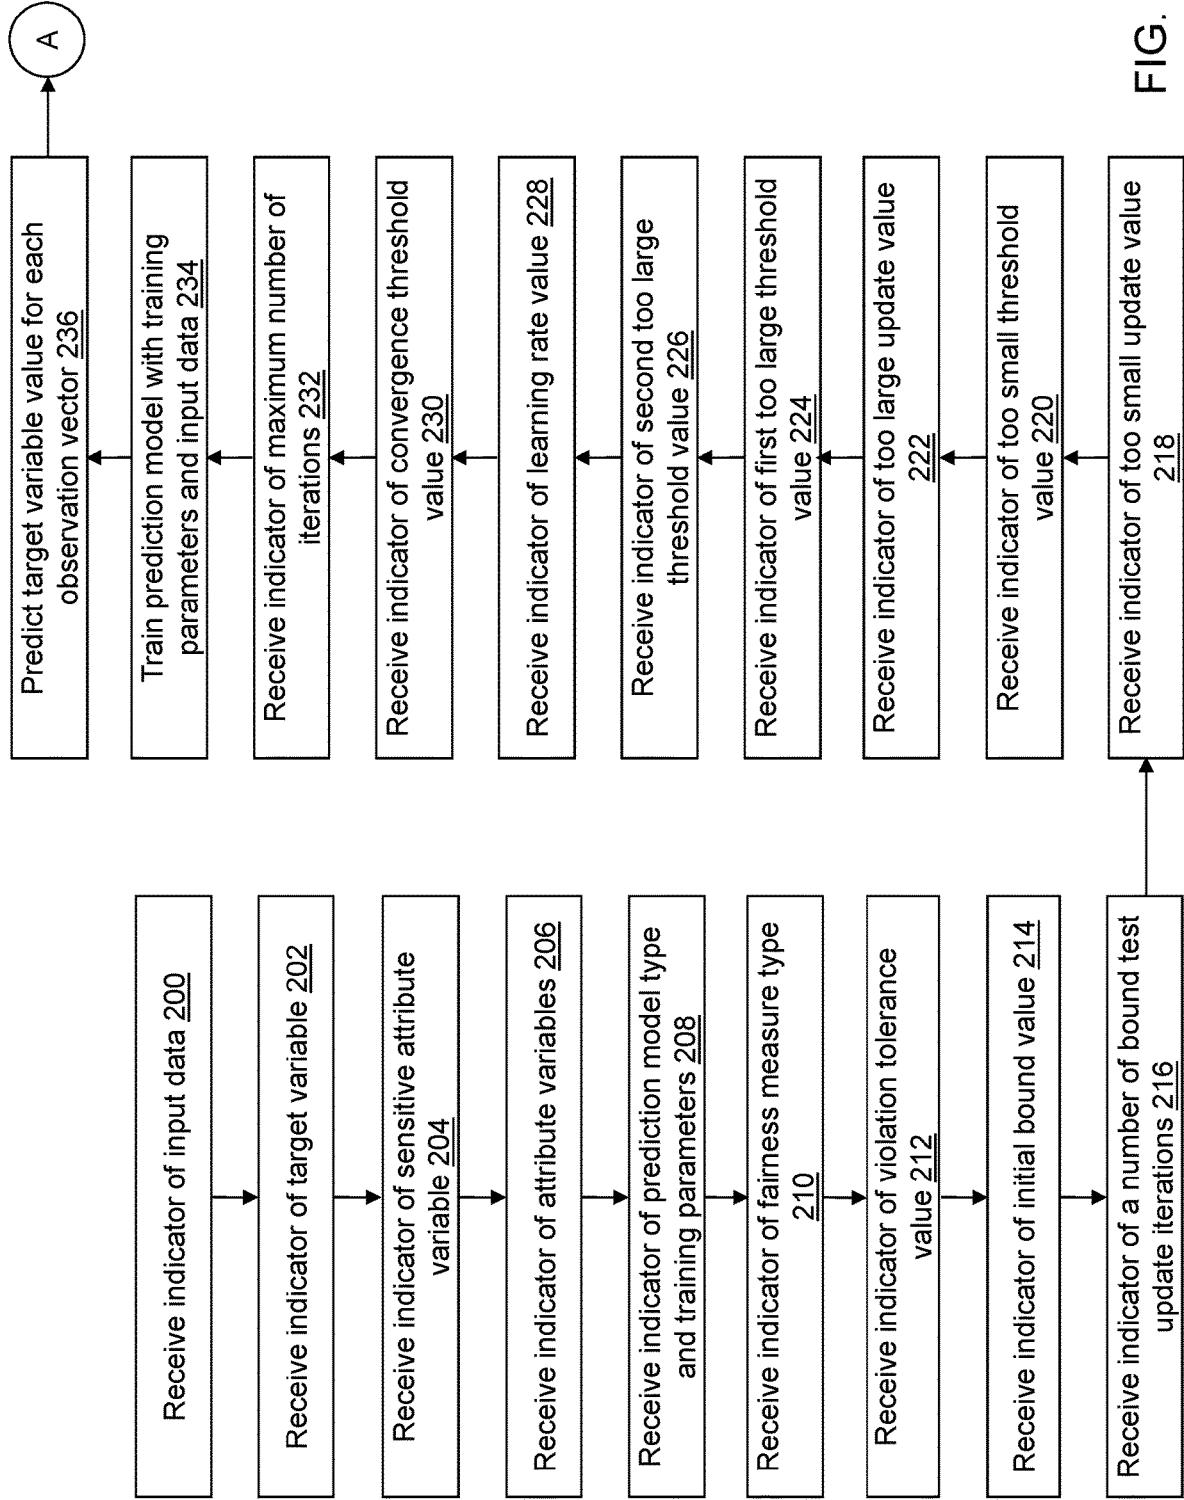 Receive indicator of input data 200
Receive indicator of target variable 202
Receive indicator of sensitive attribute
variable 204
Receive indicator of attribute variables 206
Receive indicator of prediction model type
and training parameters 208
Receive indicator of fairness measure type
210
Receive indicator of violation tolerance
value 212
Receive indicator of initial bound value 214
Receive indicator of a number of bound test
update iterations 216
Receive indicator of too small update value
218
Receive indicator of too small threshold
value 220
Receive indicator of too large update value
222
Receive indicator of first too large threshold
value 224
Receive indicator of second too large
threshold value 226
Receive indicator of learning rate value 228
Receive indicator of convergence threshold
value 230
Receive indicator of maximum number of
iterations 232
Train prediction model with training
parameters and input data 234
Predict target variable value for each
observation vector 236
A
FIG.